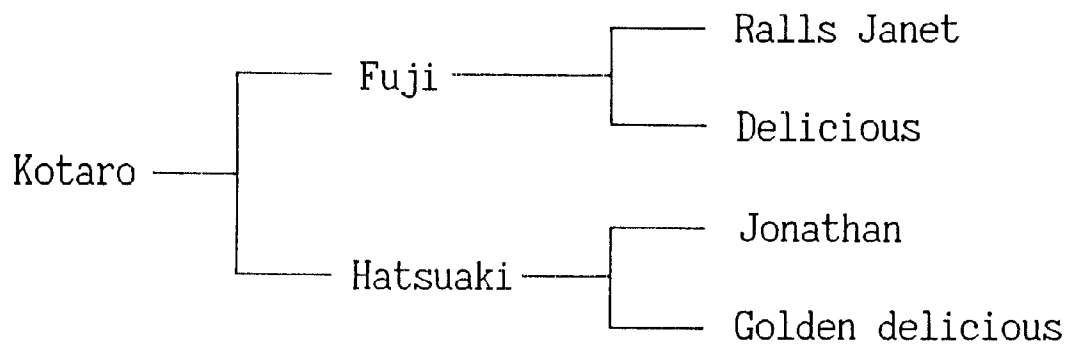 Ralls Janet
Fuji
Delicious
Kotaro
Jonathan
Hatsuaki
Golden delicious